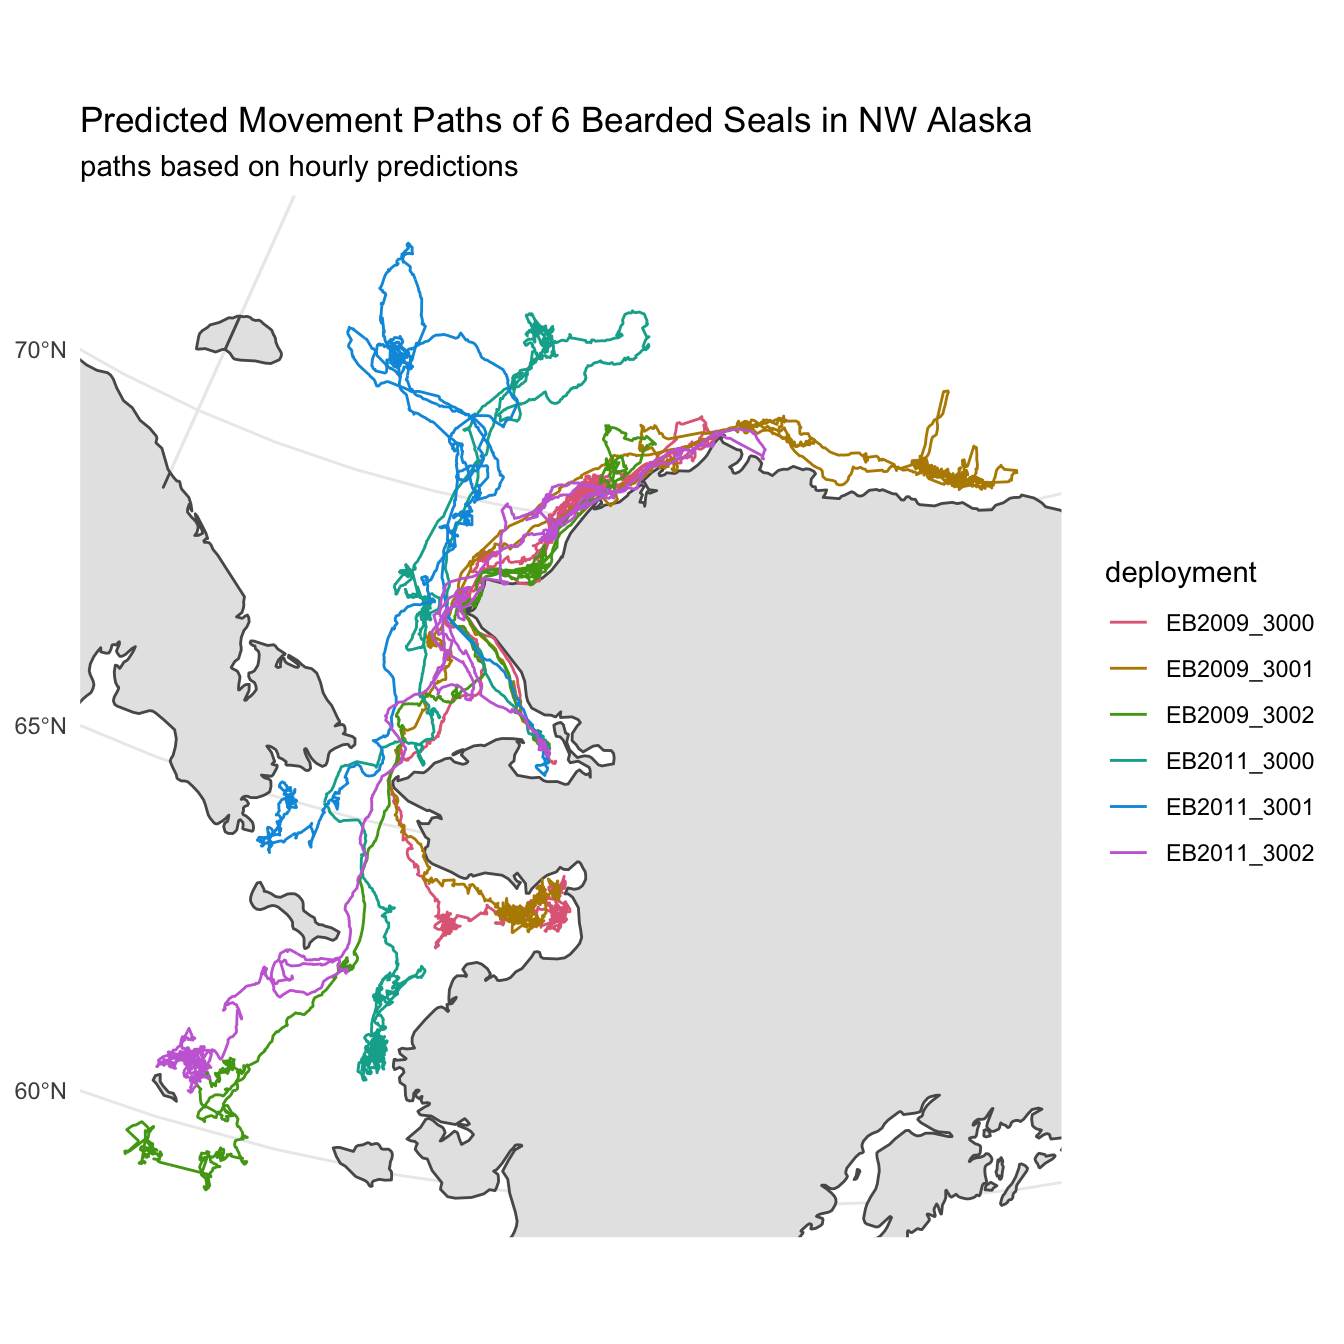 Predicted Movement Paths of 6 Bearded Seals in NW Alaska
paths based on hourly predictions
70°N
65°N
60°N
deployment
EB2009_3000
EB2009_3001
EB2009_3002
EB2011_3000
EB2011_3001
EB2011_3002